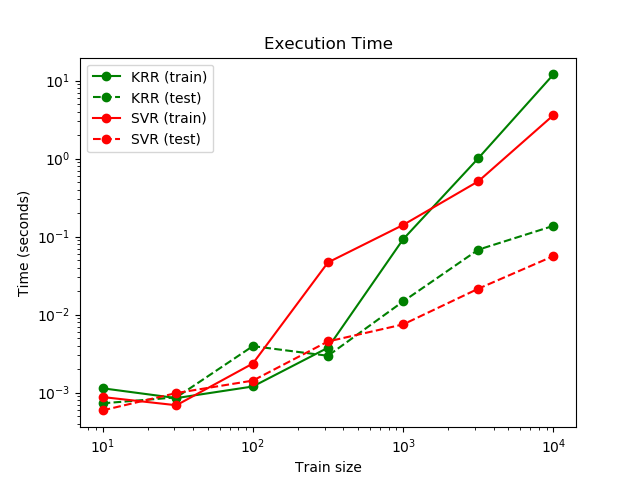 Execution Time
KRR (train)
KRR (test)
SVR (train)
SVR (test)
10¹
10⁰
10⁻¹
10⁻²
10⁻³
Time (seconds)
10¹ 10² 10³ 10⁴
Train size